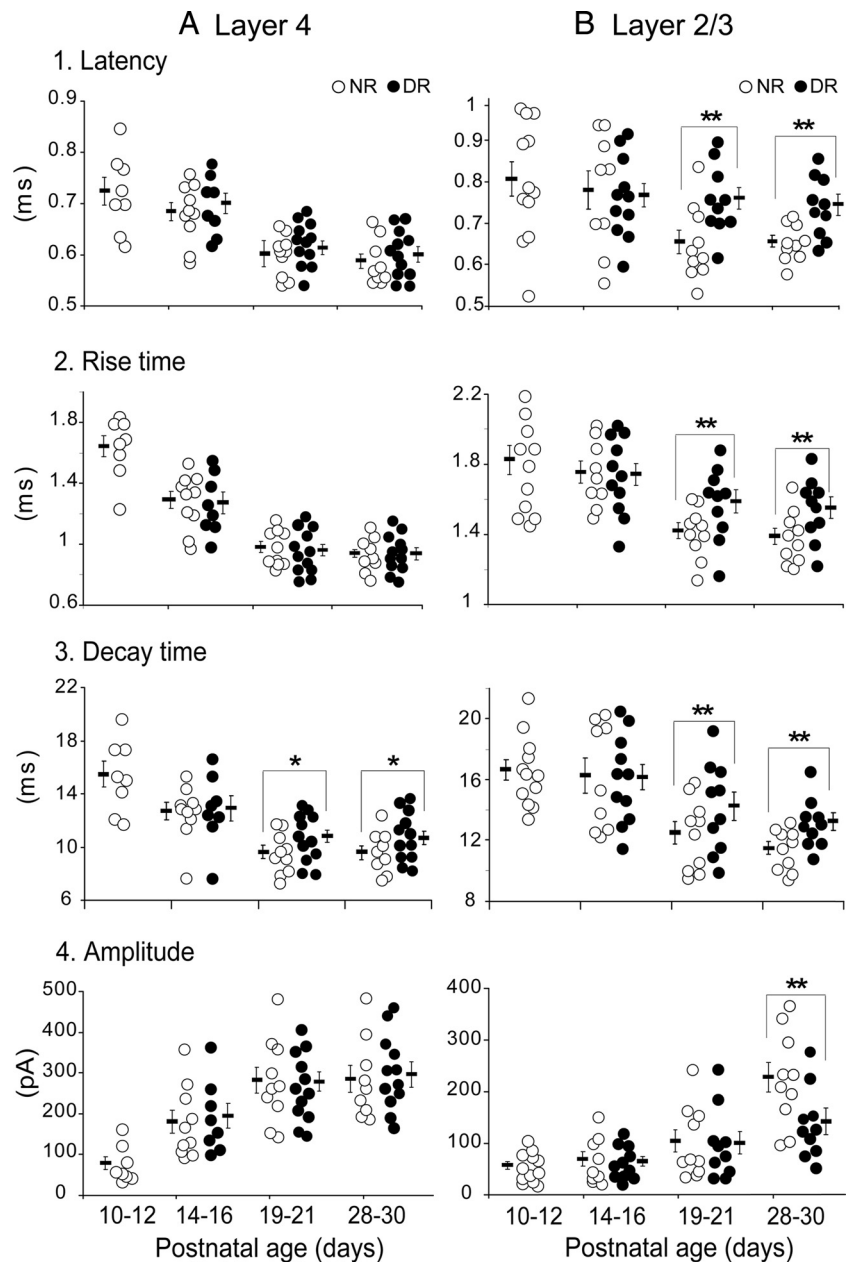 A Layer 4
B Layer 2/3
1. Latency
NR DR
NR DR
0.9
0.8
0.7
0.6
0.5
(ms)
1
0.9
0.8
0.7
0.6
0.5
** **
2. Rise time
1.8
1.4
1
0.6
(ms)
2.2
1.8
1.4
1
** **
3. Decay time
22
18
14
10
6
(ms)
* *
20
16
12
8
** **
4. Amplitude
500
400
300
200
100
0
(pA)
400
300
200
100
0
**
10-12 14-16 19-21 28-30
Postnatal age (days)
10-12 14-16 19-21 28-30
Postnatal age (days)